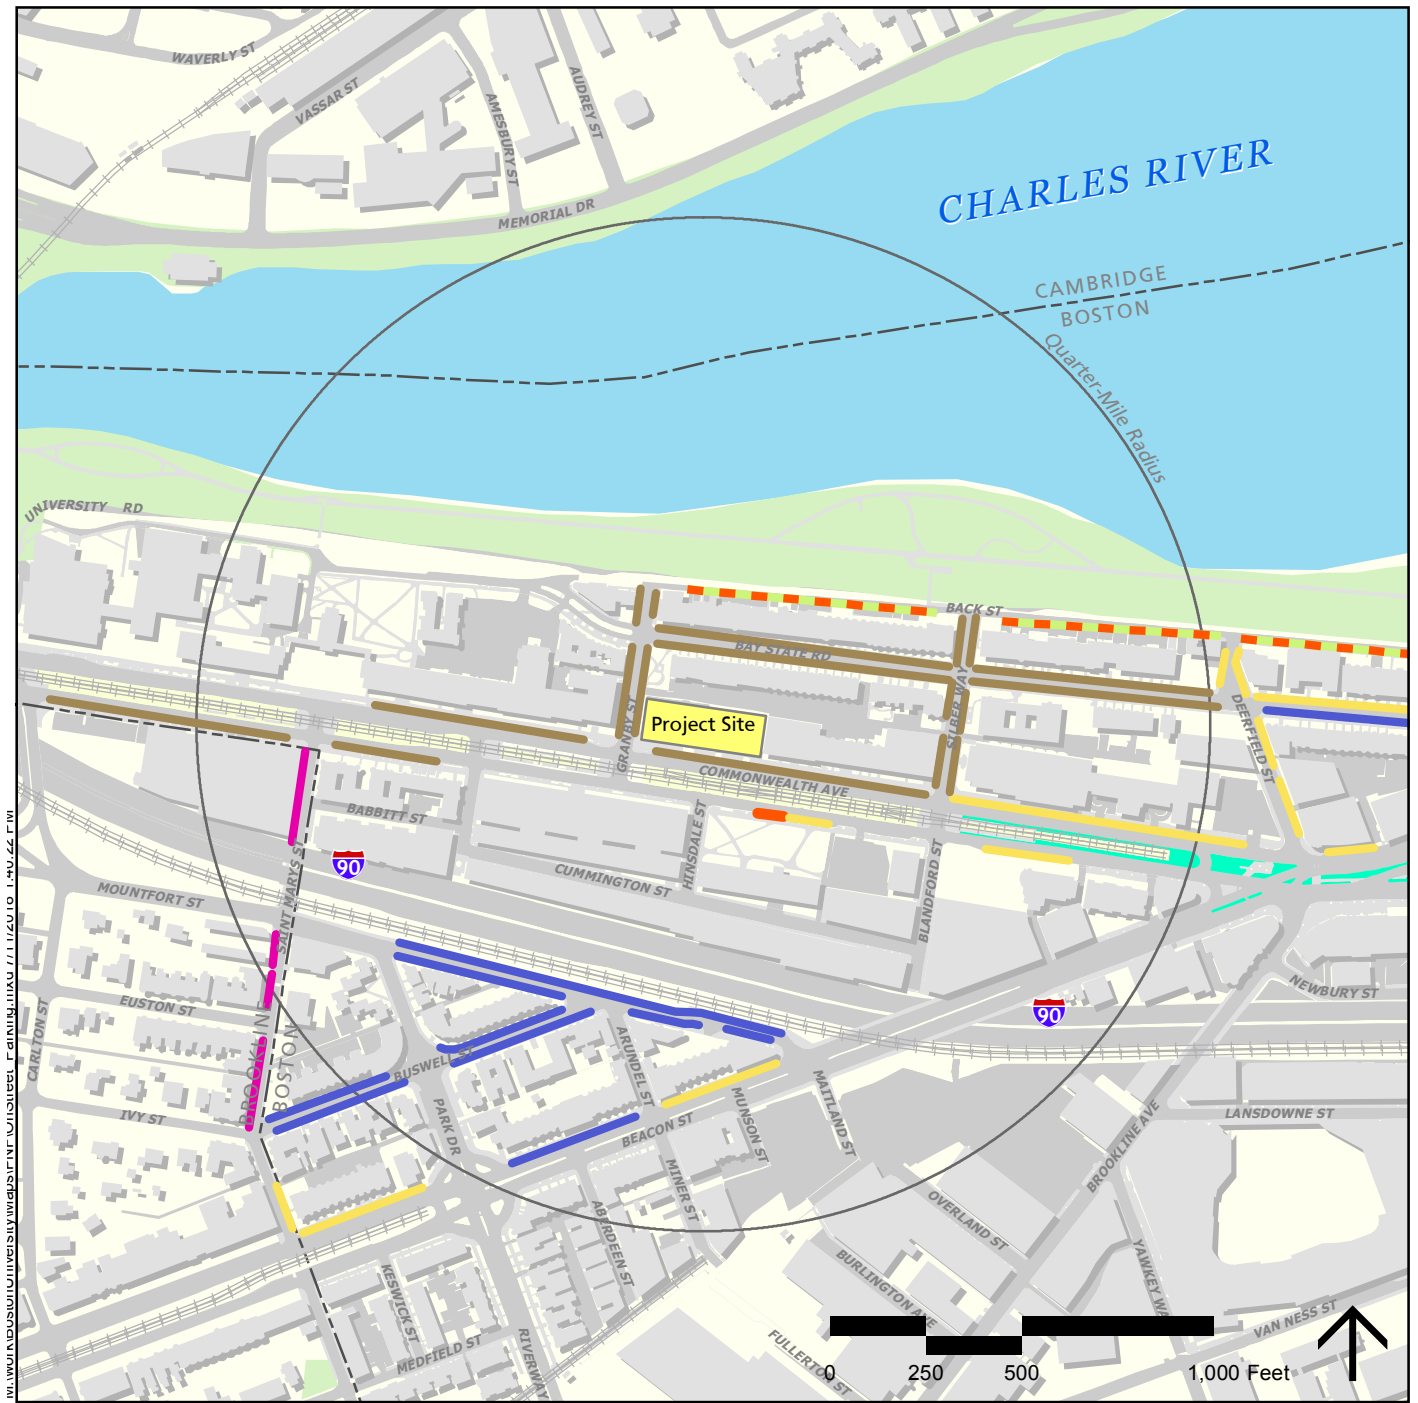 WAVERLY ST
VASSAR ST
AMESBURY ST
AUDREY ST
MEMORIAL DR
CHARLES RIVER
CAMBRIDGE
BOSTON
Quarter-Mile Radius
UNIVERSITY RD
BACK ST
BAY STATE RD
SILBER WAY
GRANBY ST
Project Site
DEERFIELD ST
COMMONWEALTH AVE
BABBITT ST
HINSDALE ST
90
CUMMINGTON ST
BLANDFORD ST
SAINT MARYS ST
MOUNTFORT ST
EUSTON ST
CARLTON ST
BROOKLINE
BOSTON
IVY ST
BUSWELL ST
PARK DR
ARUNDEL ST
BEACON ST
MUNSON ST
MAITLAND ST
MINER ST
ABERDEEN ST
90
NEWBURY ST
LANSDOWNE ST
BROOKLINE AVE
OVERLAND ST
BURLINGTON AVE
YAWKEY WA
VAN NESS ST
KESWICK ST
MEDFIELD ST
RIVERWAY
FULLERTON ST
0 250 500 1,000 Feet